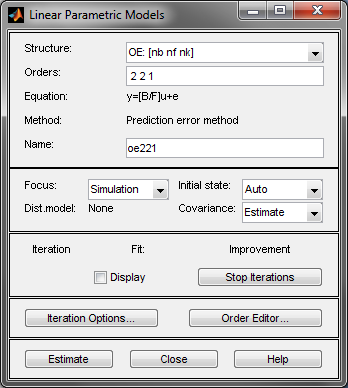 Linear Parametric Models
Structure: OE: [nb nf nk]
Orders: 2 2 1
Equation: y=[B/F]u+e
Method: Prediction error method
Name: oe221
Focus: Simulation Initial state: Auto
Dist.model: None Covariance: Estimate
Iteration Fit: Improvement
Display Stop Iterations
Iteration Options... Order Editor...
Estimate Close Help